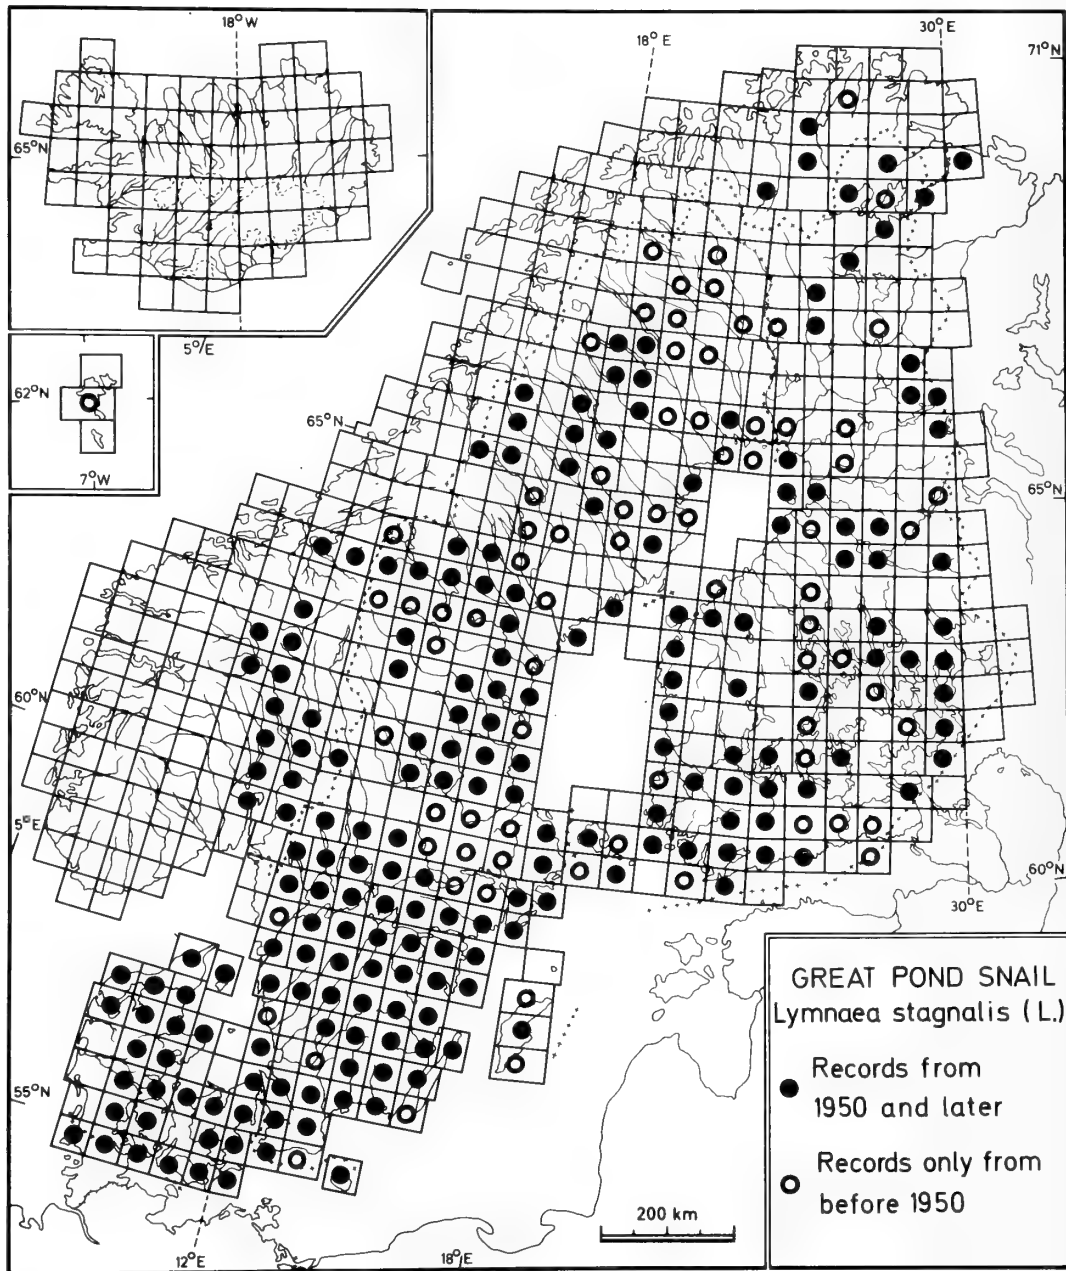 18°W
18°E
30°E
71°N
65°N
5°/E
62°N
7°W
65°N
65°N
60°N
5°E
60°N
30°E
55°N
12°E
18°/E
200 km
GREAT POND SNAIL
Lymnaea stagnalis (L.)
Records from
1950 and later
Records only from
before 1950